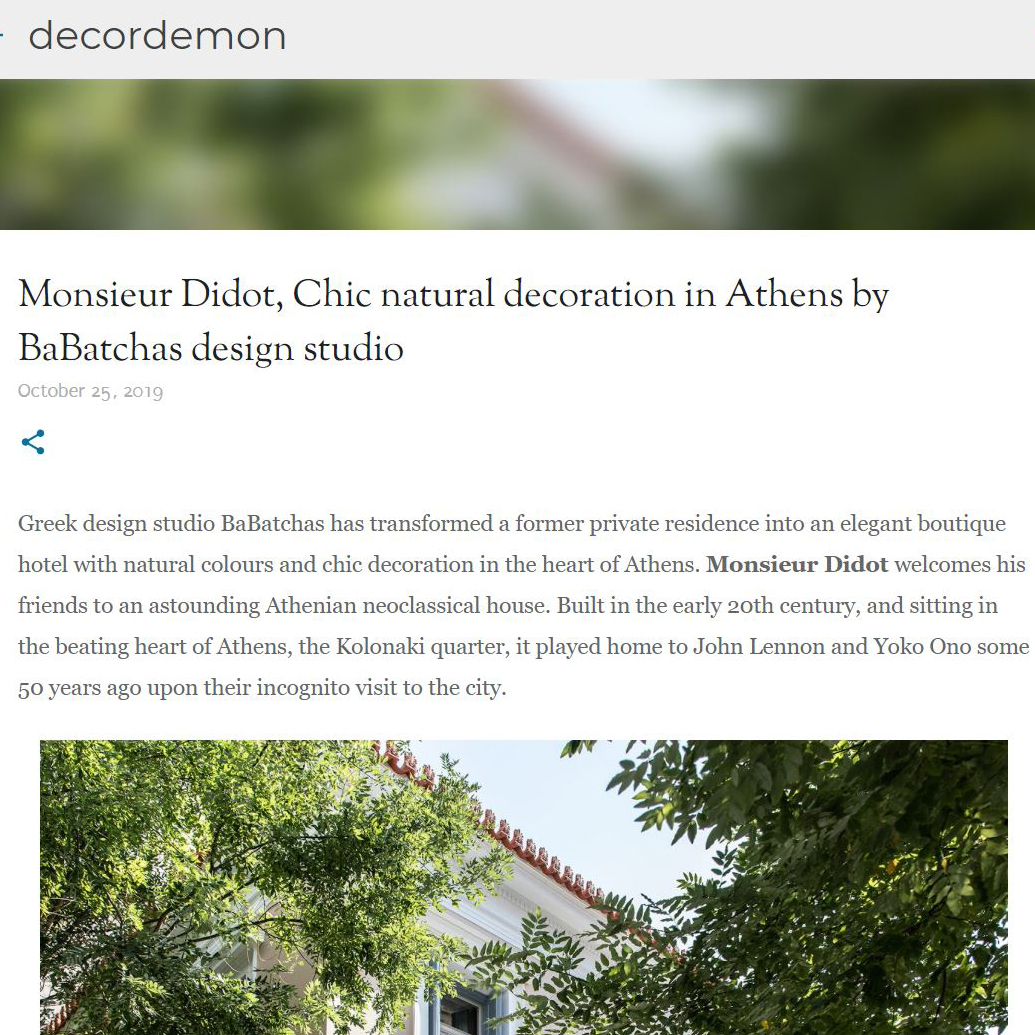 decordemon
Monsieur Didot, Chic natural decoration in Athens by
BaBatchas design studio
October 25, 2019
Greek design studio BaBatchas has transformed a former private residence into an elegant boutique
hotel with natural colours and chic decoration in the heart of Athens. Monsieur Didot welcomes his
friends to an astounding Athenian neoclassical house. Built in the early 20th century, and sitting in
the beating heart of Athens, the Kolonaki quarter, it played home to John Lennon and Yoko Ono some
50 years ago upon their incognito visit to the city.